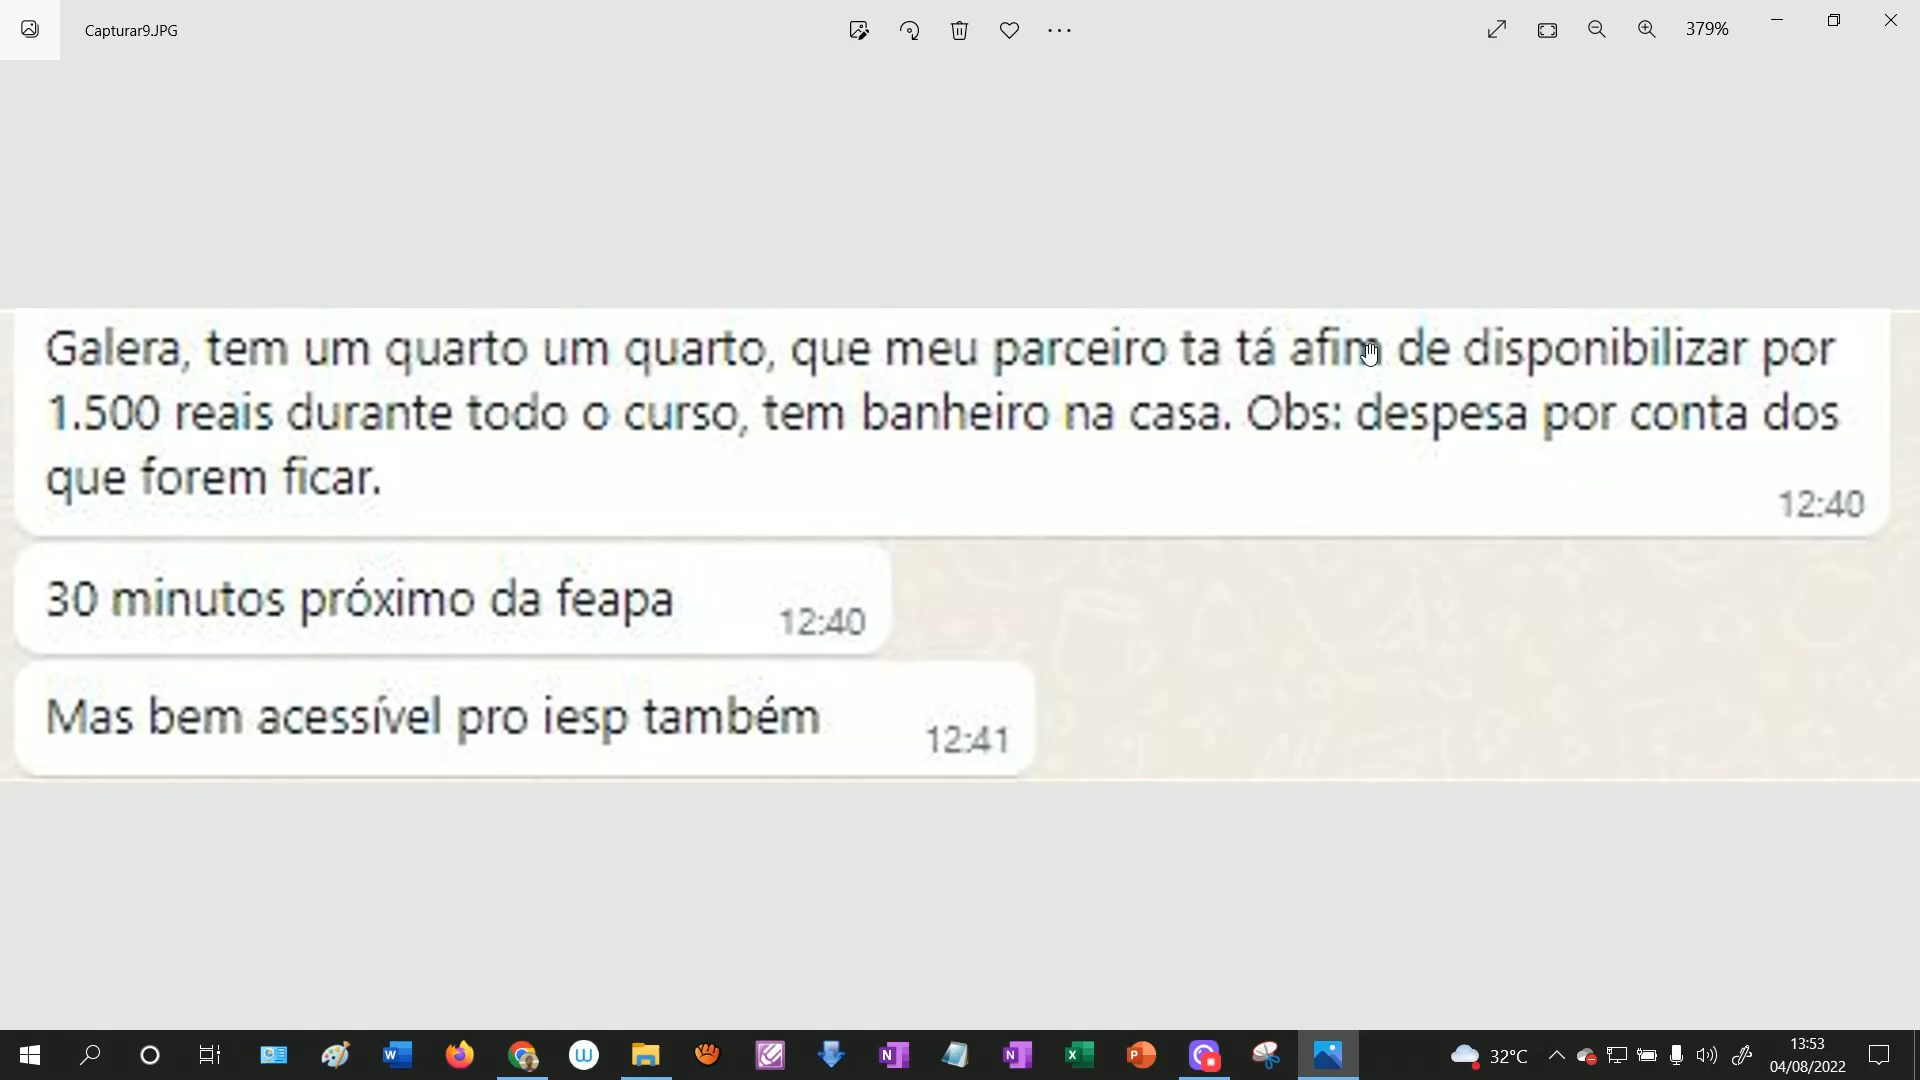 Capturar9.JPG
379%
Galera, tem um quarto um quarto, que meu parceiro ta tá afim de disponibilizar por
1.500 reais durante todo o curso, tem banheiro na casa. Obs: despesa por conta dos
que forem ficar.
12:40
30 minutos próximo da feapa
12:40
Mas bem acessível pro iesp também
12:41
32°C
13:53
04/08/2022